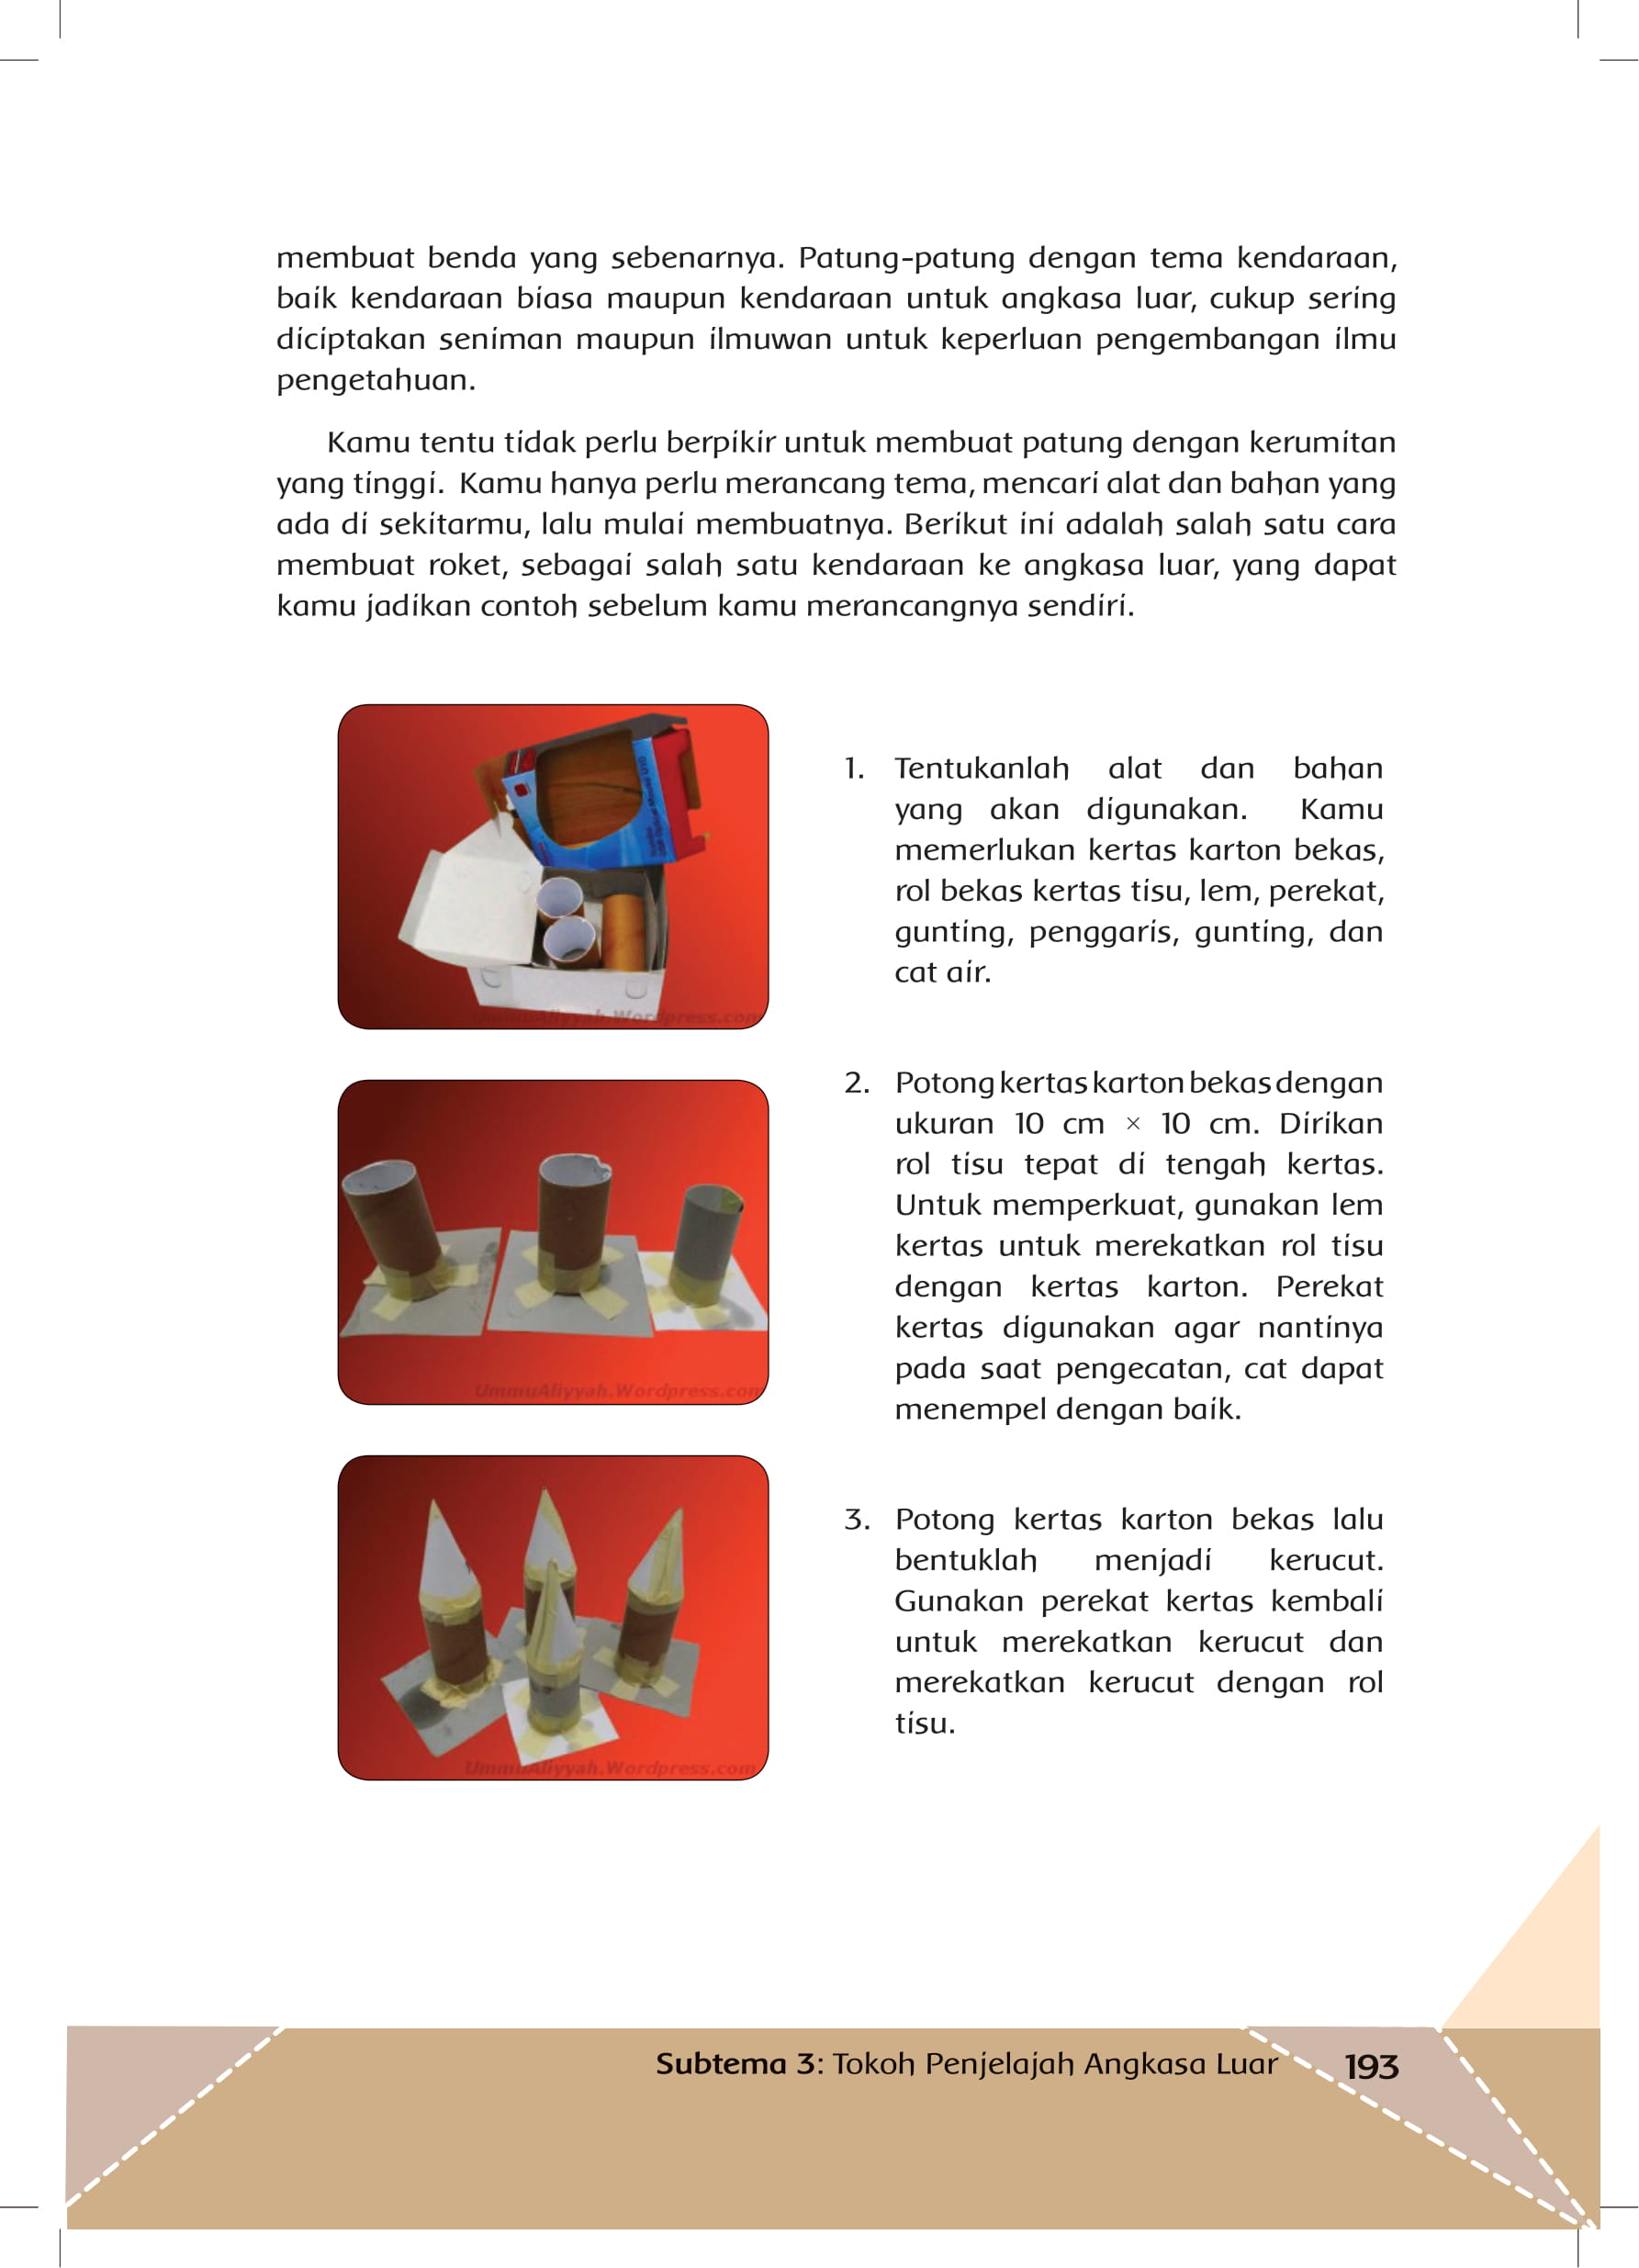 membuat benda yang sebenarnya. Patung-patung dengan tema kendaraan,
baik kendaraan biasa maupun kendaraan untuk angkasa luar, cukup sering
diciptakan seniman maupun ilmuwan untuk keperluan pengembangan ilmu
pengetahuan.
Kamu tentu tidak perlu berpikir untuk membuat patung dengan kerumitan
yang tinggi. Kamu hanya perlu merancang tema, mencari alat dan bahan yang
ada di sekitarmu, lalu mulai membuatnya. Berikut ini adalah salah satu cara
membuat roket, sebagai salah satu kendaraan ke angkasa luar, yang dapat
kamu jadikan contoh sebelum kamu merancangnya sendiri.
1. Tentukanlah alat dan bahan
yang akan digunakan. Kamu
memerlukan kertas karton bekas,
rol bekas kertas tisu, lem, perekat,
gunting, penggaris, gunting, dan
cat air.
UmmuAliyyah.Wordpress.com
2. Potong kertas karton bekas dengan
ukuran 10 cm × 10 cm. Dirikan
rol tisu tepat di tengah kertas.
Untuk memperkuat, gunakan lem
kertas untuk merekatkan rol tisu
dengan kertas karton. Perekat
kertas digunakan agar nantinya
pada saat pengecatan, cat dapat
menempel dengan baik.
UmmuAliyyah.Wordpress.com
3. Potong kertas karton bekas lalu
bentuklah menjadi kerucut.
Gunakan perekat kertas kembali
untuk merekatkan kerucut dan
merekatkan kerucut dengan rol
tisu.
UmmuAliyyah.Wordpress.com
Subtema 3: Tokoh Penjelajah Angkasa Luar 193